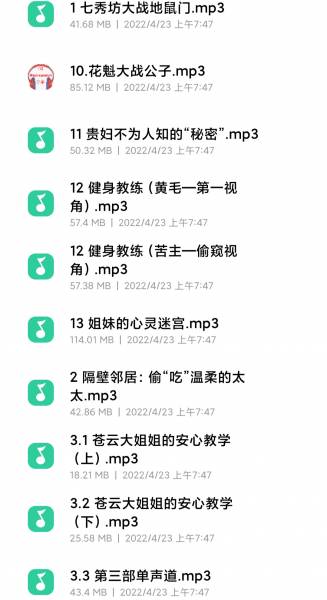 1 七秀坊大战地鼠门.mp3
41.68 MB | 2022/4/23 上午7:47
10.花魁大战公子.mp3
85.12 MB | 2022/4/23 上午7:47
11 贵妇不为人知的“秘密”.mp3
50.32 MB | 2022/4/23 上午7:47
12 健身教练（黄毛—第一视
角）.mp3
57.4 MB | 2022/4/23 上午7:47
12 健身教练（苦主—偷窥视
角）.mp3
57.38 MB | 2022/4/23 上午7:47
13 姐妹的心灵迷宫.mp3
114.01 MB | 2022/4/23 上午7:47
2 隔壁邻居：偷“吃”温柔的太
太.mp3
42.86 MB | 2022/4/23 上午7:47
3.1 苍云大姐姐的安心教学
（上）.mp3
18.21 MB | 2022/4/23 上午7:47
3.2 苍云大姐姐的安心教学
（下）.mp3
25.58 MB | 2022/4/23 上午7:47
3.3 第三部单声道.mp3
43.4 MB | 2022/4/23 上午7:47